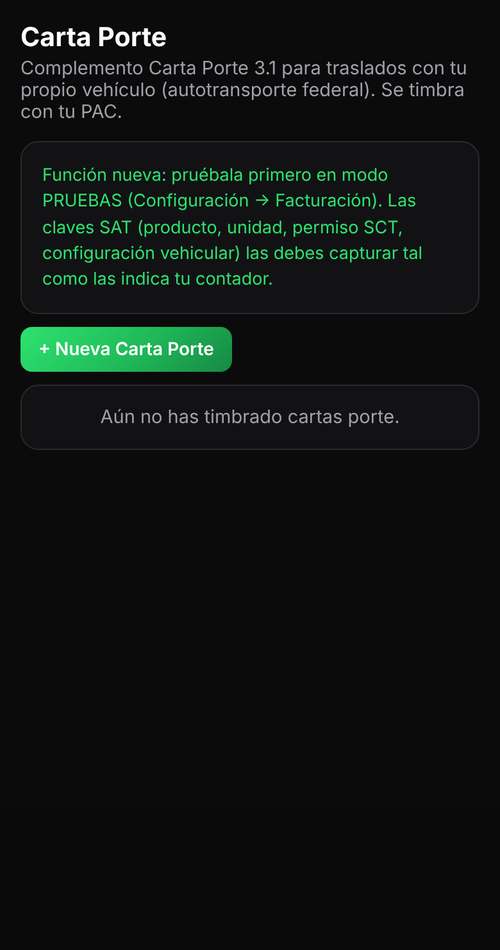 Carta Porte
Complemento Carta Porte 3.1 para traslados con tu
propio vehículo (autotransporte federal). Se timbra
con tu PAC.
Función nueva: pruébala primero en modo
PRUEBAS (Configuración → Facturación). Las
claves SAT (producto, unidad, permiso SCT,
configuración vehicular) las debes capturar tal
como las indica tu contador.
+ Nueva Carta Porte
Aún no has timbrado cartas porte.